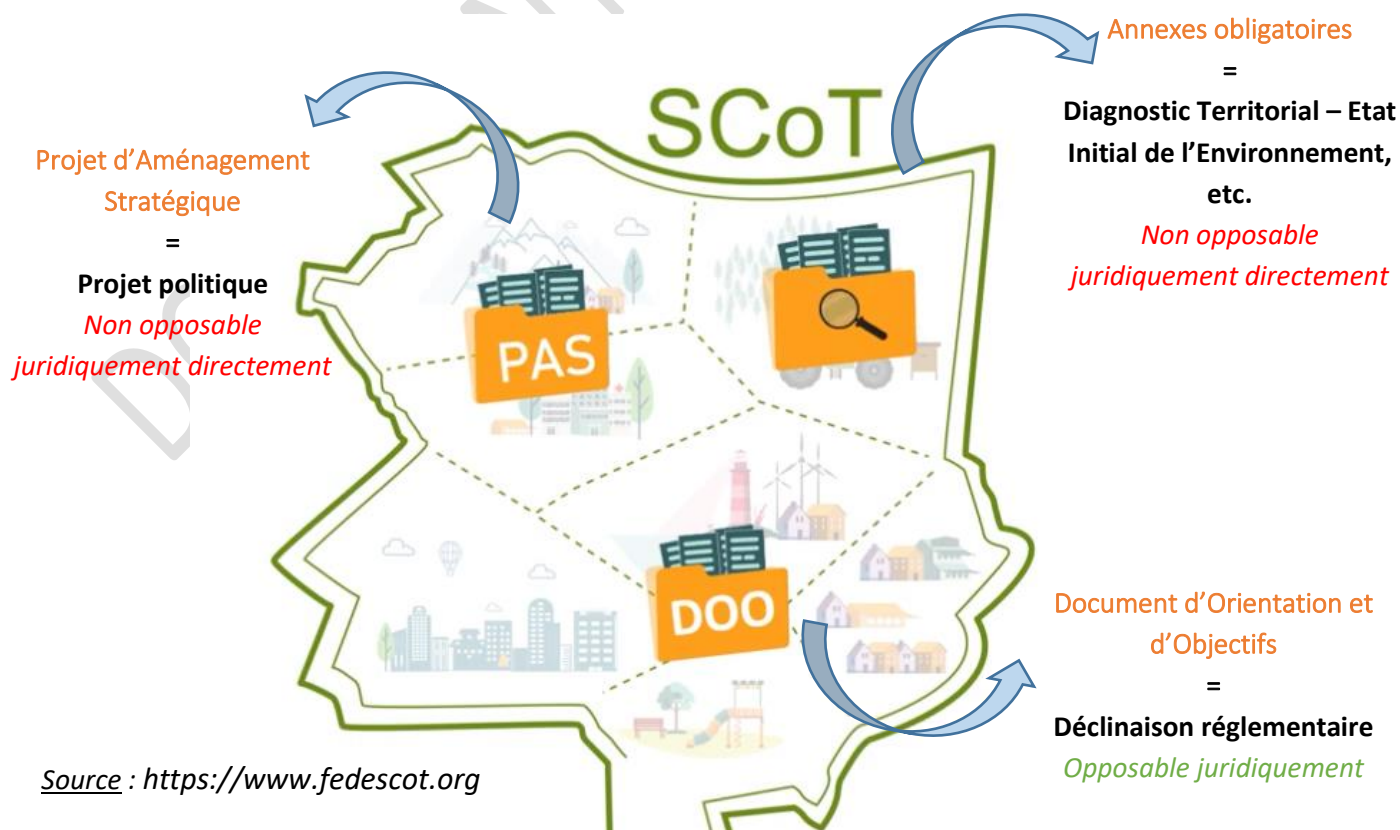 SCoT
Projet d’Aménagement
Stratégique
=
Projet politique
Non opposable
juridiquement directement
PAS
Annexes obligatoires
=
Diagnostic Territorial – Etat
Initial de l’Environnement,
etc.
Non opposable
juridiquement directement
DOO
Document d’Orientation et
d’Objectifs
=
Déclinaison réglementaire
Opposable juridiquement
Source : https://www.fedescot.org